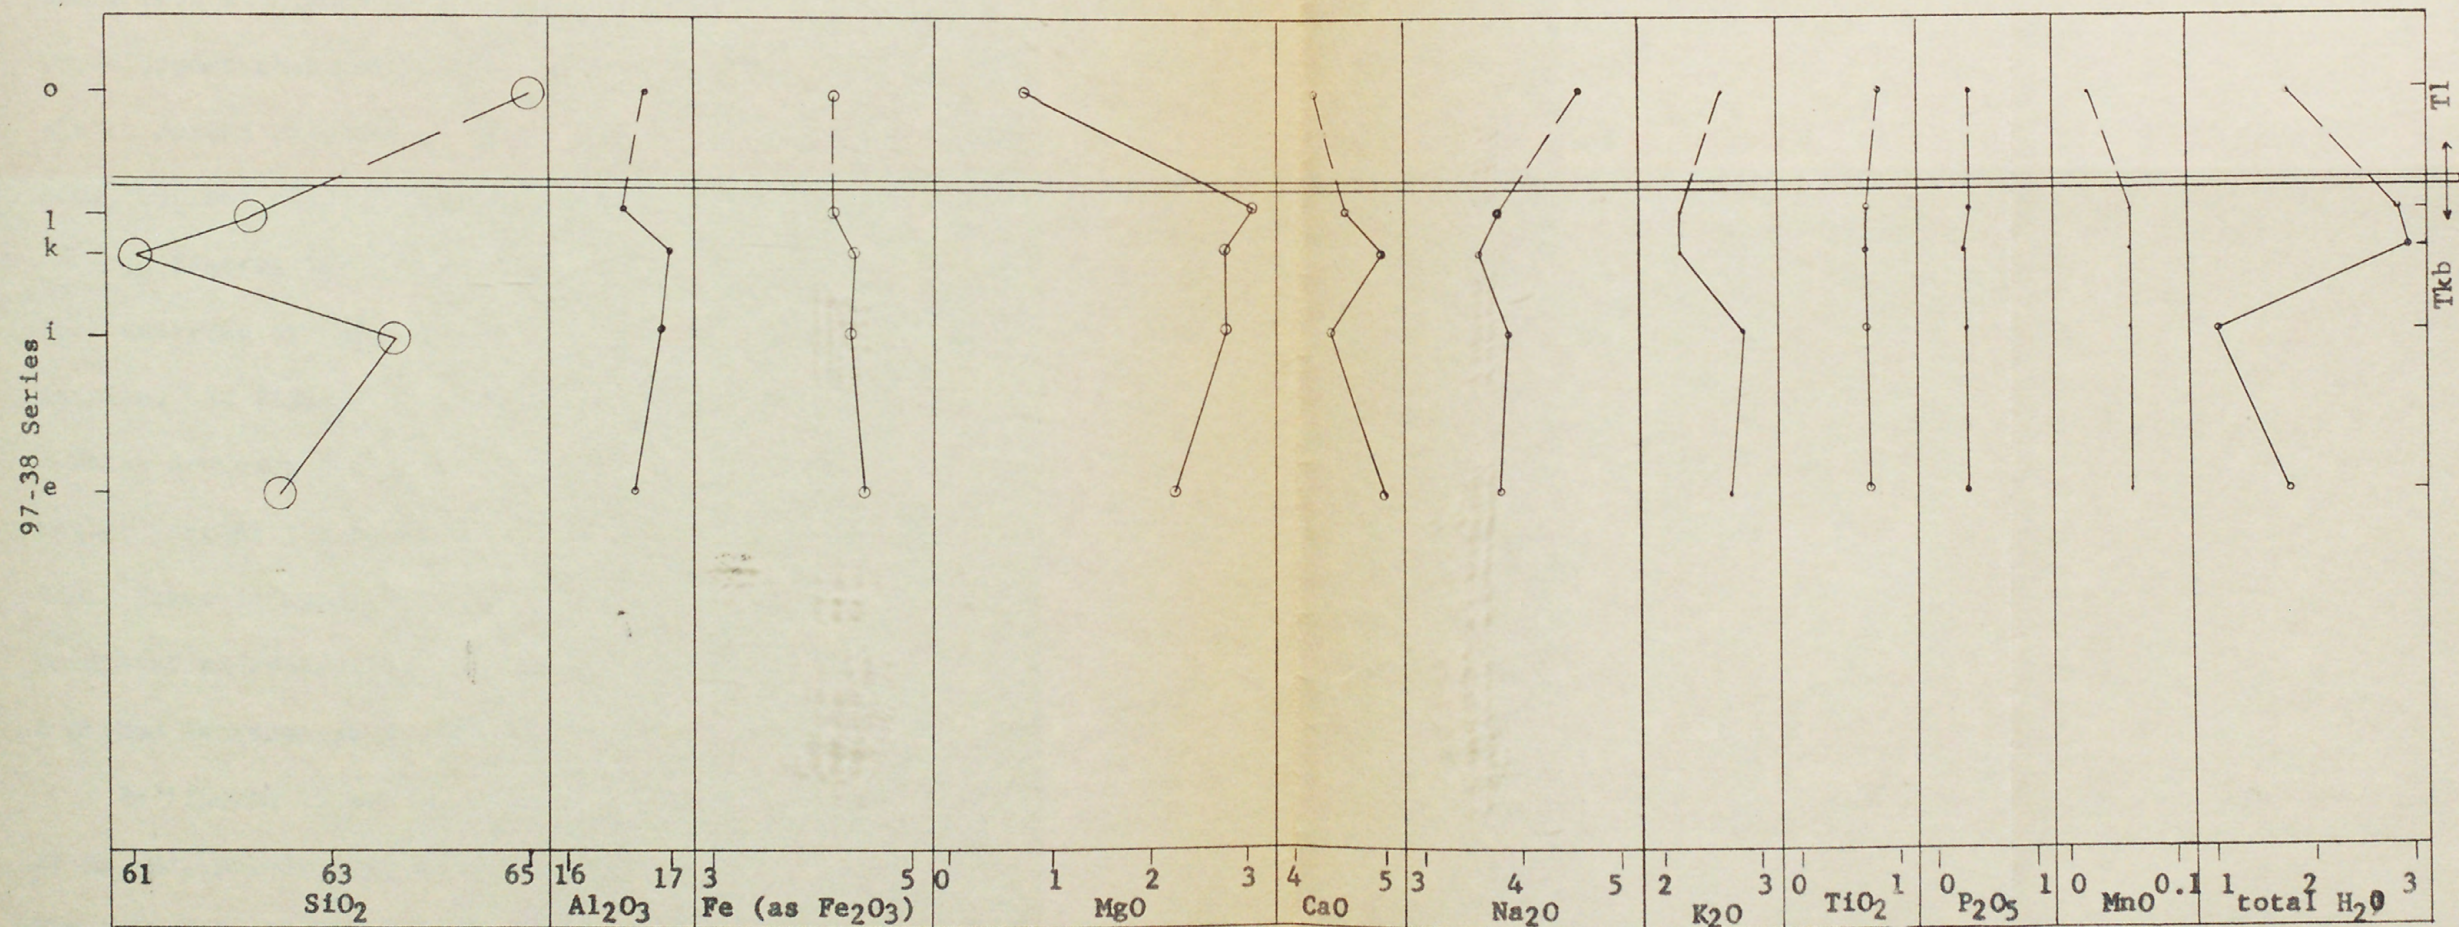 97-38 Series
o
l
k
i
e
Tl
Tkb
61 63 65 16 17 3 5 0 1 2 3 4 5 3 4 5 2 3 0 1 0 1 0 0.1 1 2 3
SiO2 Al2O3 Fe (as Fe2O3) MgO CaO Na2O K2O TiO2 P2O5 MnO total H2O